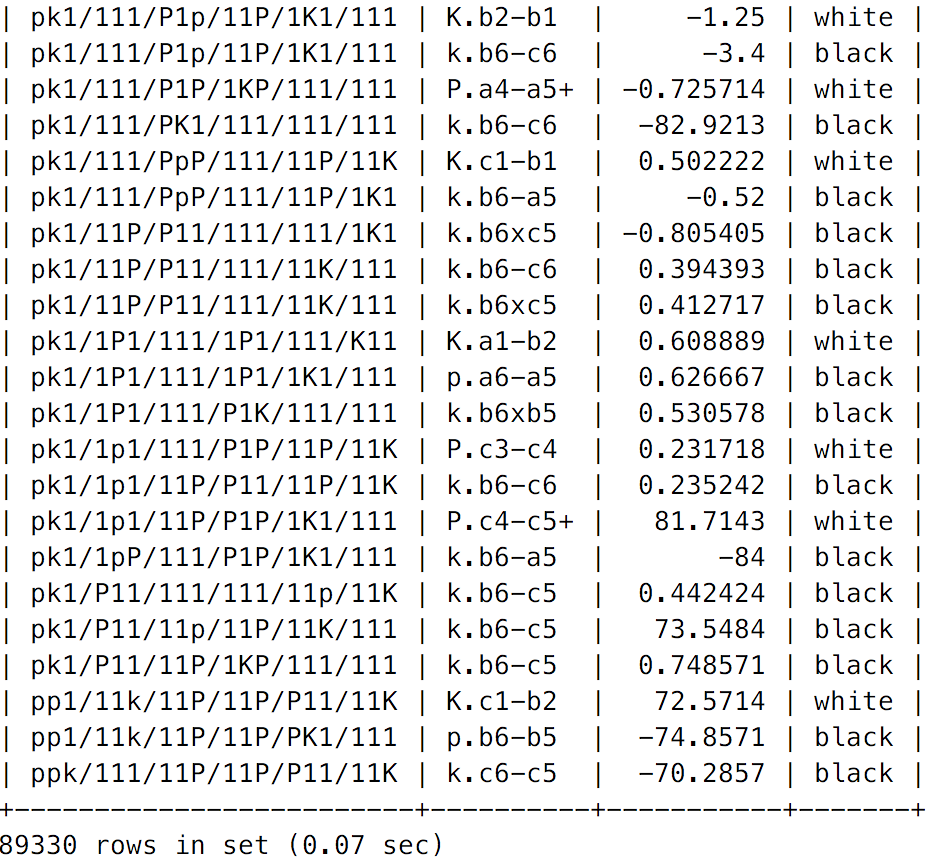 | pk1/111/P1p/11P/1K1/111 | K.b2-b1  |     -1.25 | white |
| pk1/111/P1p/11P/1K1/111 | k.b6-c6  |      -3.4 | black |
| pk1/111/P1P/1KP/111/111 | P.a4-a5+ | -0.725714 | white |
| pk1/111/PK1/111/111/111 | k.b6-c6  |  -82.9213 | black |
| pk1/111/PpP/111/11P/11K | K.c1-b1  |  0.502222 | white |
| pk1/111/PpP/111/11P/1K1 | k.b6-a5  |     -0.52 | black |
| pk1/11P/P11/111/111/1K1 | k.b6xc5  | -0.805405 | black |
| pk1/11P/P11/111/11K/111 | k.b6-c6  |  0.394393 | black |
| pk1/11P/P11/111/11K/111 | k.b6xc5  |  0.412717 | black |
| pk1/1P1/111/1P1/111/K11 | K.a1-b2  |  0.608889 | white |
| pk1/1P1/111/1P1/1K1/111 | p.a6-a5  |  0.626667 | black |
| pk1/1P1/111/P1K/111/111 | k.b6xb5  |  0.530578 | black |
| pk1/1p1/111/P1P/11P/11K | P.c3-c4  |  0.231718 | white |
| pk1/1p1/11P/P11/11P/11K | k.b6-c6  |  0.235242 | black |
| pk1/1p1/11P/P1P/1K1/111 | P.c4-c5+ |   81.7143 | white |
| pk1/1pP/111/P1P/1K1/111 | k.b6-a5  |       -84 | black |
| pk1/P11/111/111/11p/11K | k.b6-c5  |  0.442424 | black |
| pk1/P11/11p/11P/11K/111 | k.b6-c5  |   73.5484 | black |
| pk1/P11/11P/1KP/111/111 | k.b6-c5  |  0.748571 | black |
| pp1/11k/11P/11P/P11/11K | K.c1-b2  |   72.5714 | white |
| pp1/11k/11P/11P/PK1/111 | p.b6-b5  |  -74.8571 | black |
| ppk/111/11P/11P/P11/11K | k.c6-c5  |  -70.2857 | black |
+-------------------------+----------+-----------+-------+
89330 rows in set (0.07 sec)